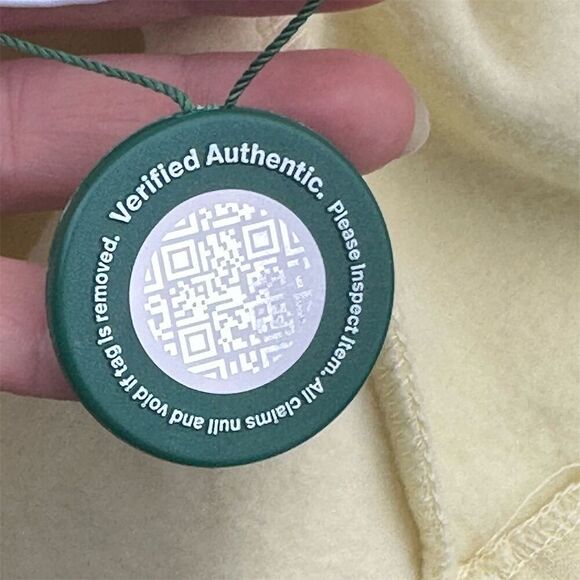 Verified Authentic.
Please Inspect Item. All claims null and void if tag is removed.